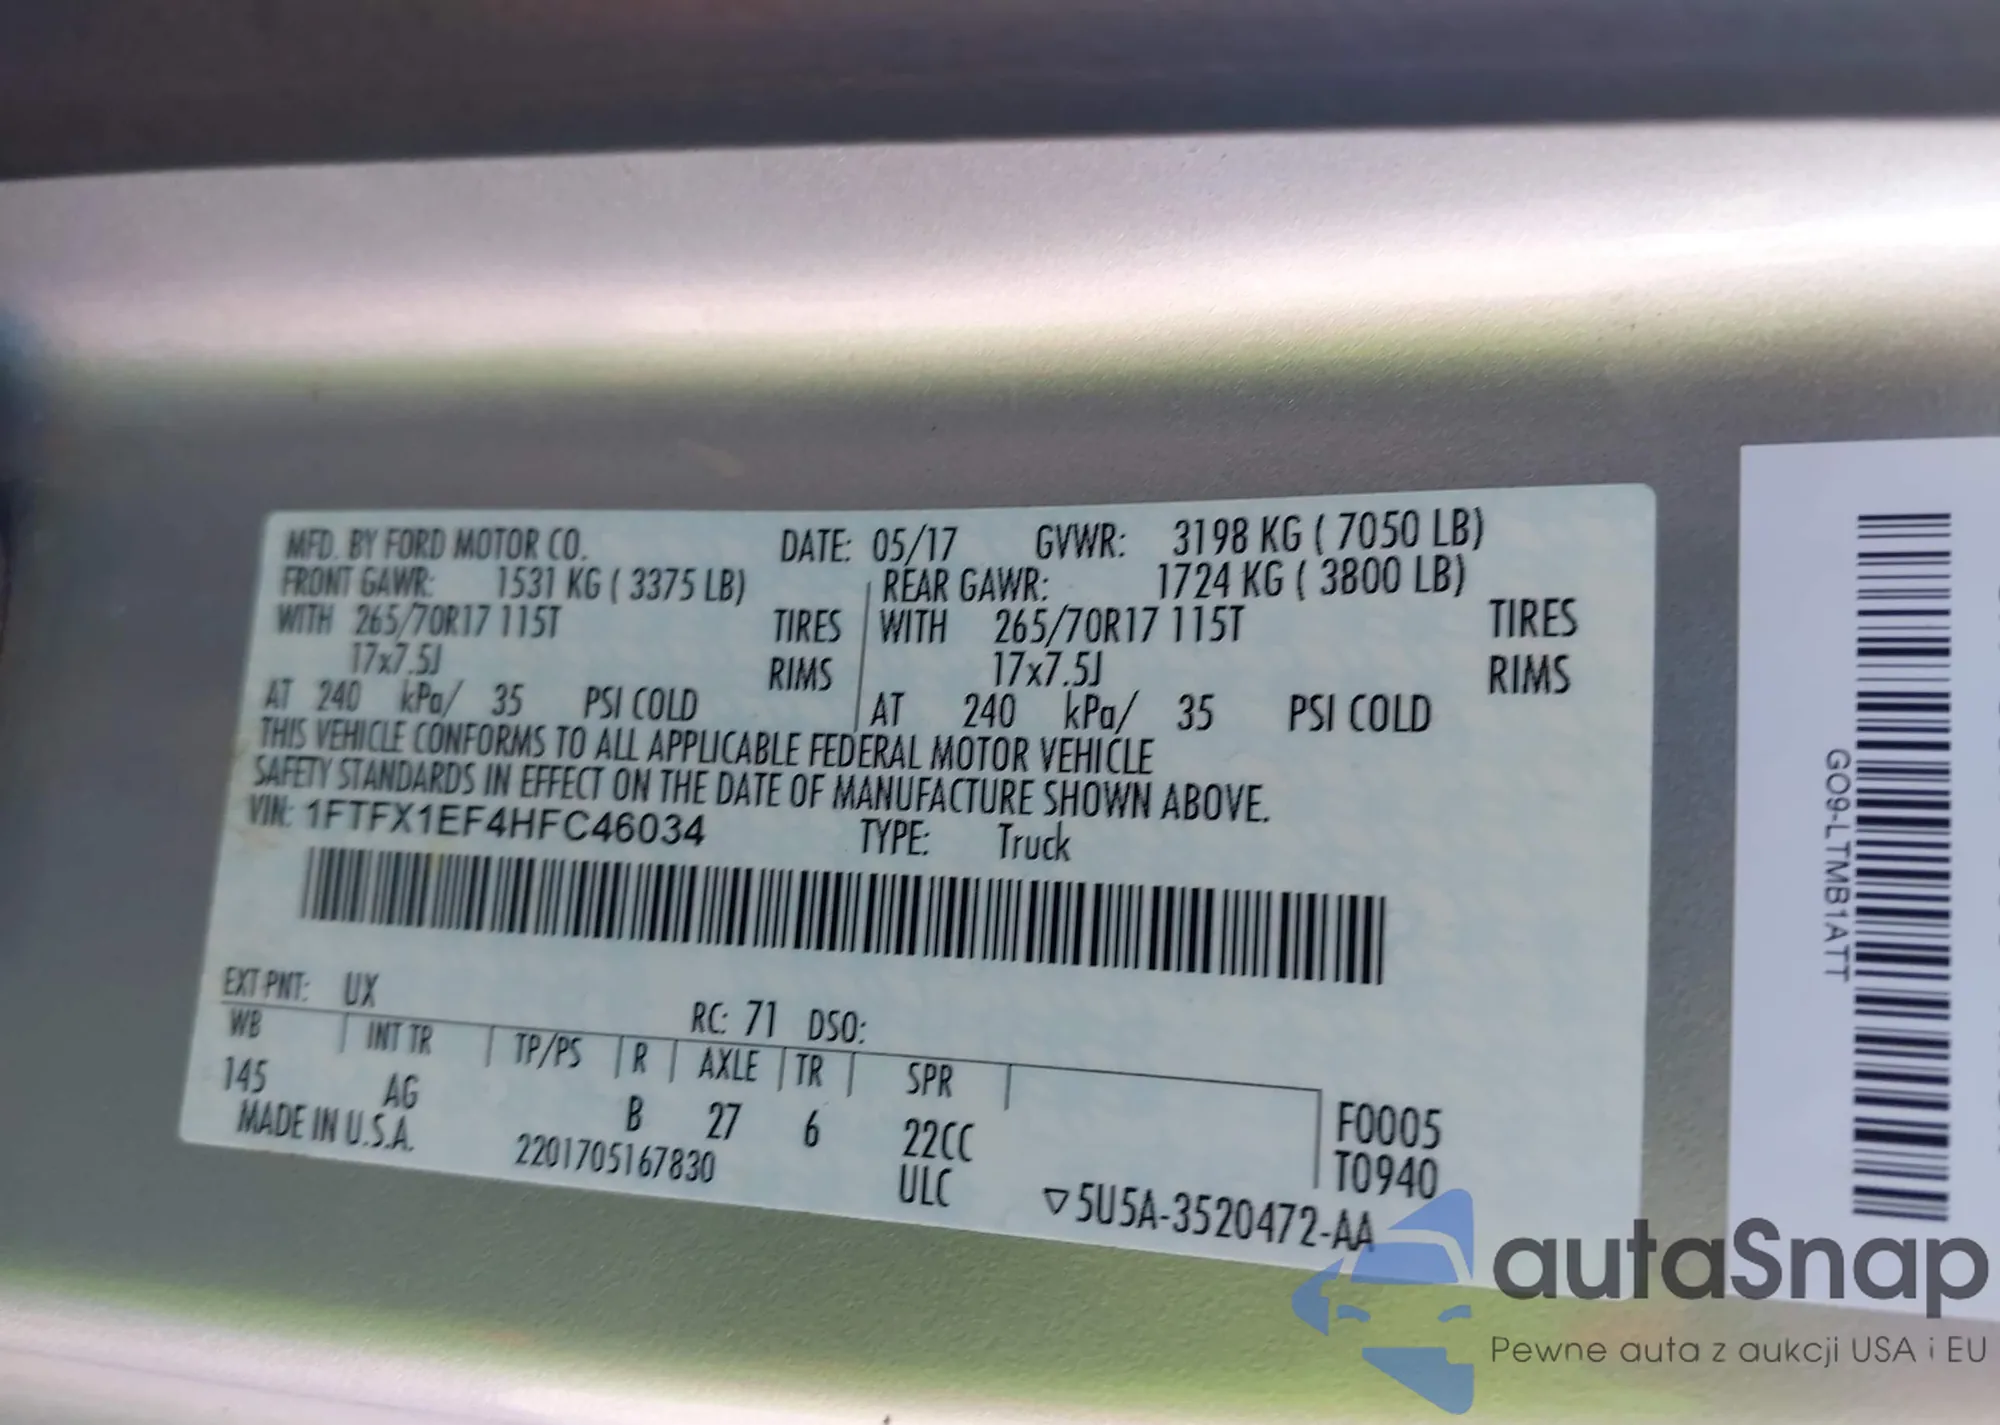 MFD. BY FORD MOTOR CO. DATE: 05/17 GVWR: 3198 KG ( 7050 LB)
FRONT GAWR: 1531 KG ( 3375 LB) REAR GAWR: 1724 KG ( 3800 LB)
WITH 265/70R17 115T TIRES WITH 265/70R17 115T TIRES
17x7.5J RIMS 17x7.5J RIMS
AT 240 kPa/ 35 PSI COLD AT 240 kPa/ 35 PSI COLD
THIS VEHICLE CONFORMS TO ALL APPLICABLE FEDERAL MOTOR VEHICLE
SAFETY STANDARDS IN EFFECT ON THE DATE OF MANUFACTURE SHOWN ABOVE.
VIN: 1FTFX1EF4HFC46034 TYPE: Truck
EXT PNT: UX RC: 71 DSO:
WB INT TR TP/PS R AXLE TR SPR
145 AG B 27 6 22CC F0005
MADE IN U.S.A. 2201705167830 ULC T0940
▽5U5A-3520472-AA
GO9-LTMB1ATT
autaSnap
Pewne auta z aukcji USA i EU